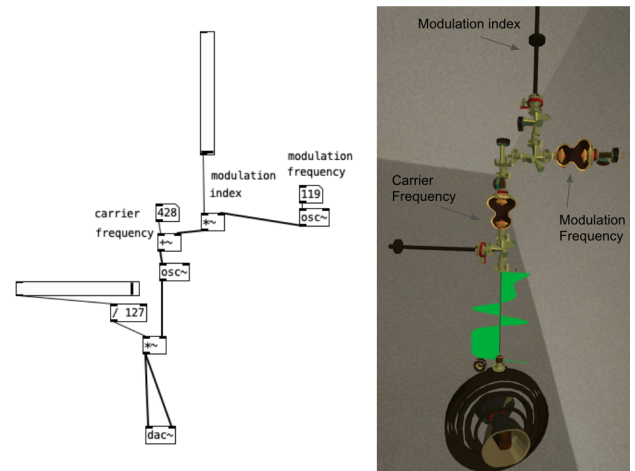 modulation
index
modulation
frequency
119
osc~
carrier
frequency
428
*~
+~
osc~
/ 127
*~
dac~
Modulation index
Carrier
Frequency
Modulation
Frequency